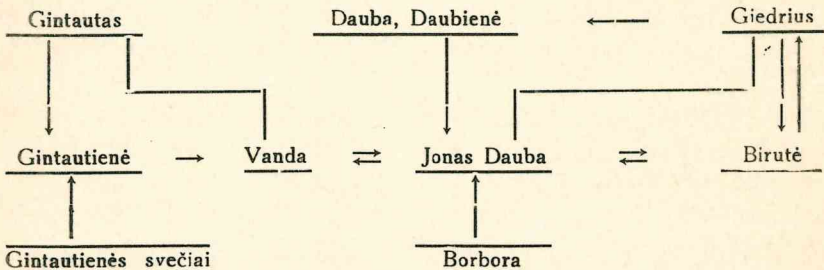 Gintautas Dauba, Daubienė Giedrius
Gintautienė Vanda Jonas Dauba Birutė
Gintautienės svečiai Borbora